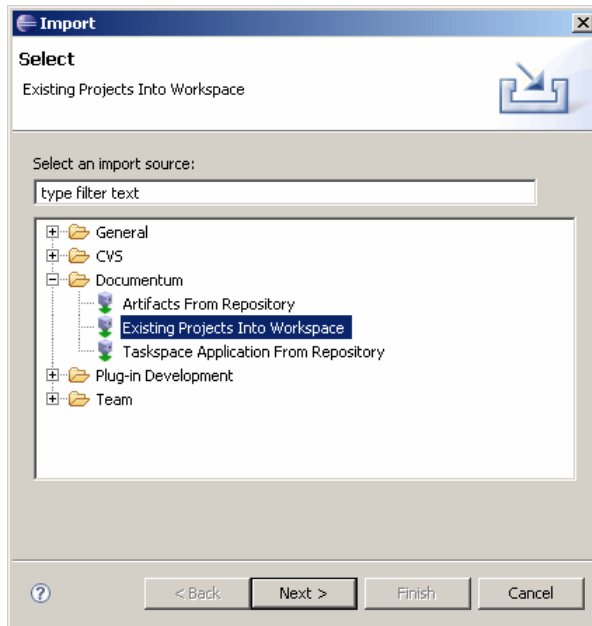 Import
Select
Existing Projects Into Workspace
Select an import source:
type filter text
General
CVS
Documentum
Artifacts From Repository
Existing Projects Into Workspace
Taskspace Application From Repository
Plug-in Development
Team
? < Back Next > Finish Cancel